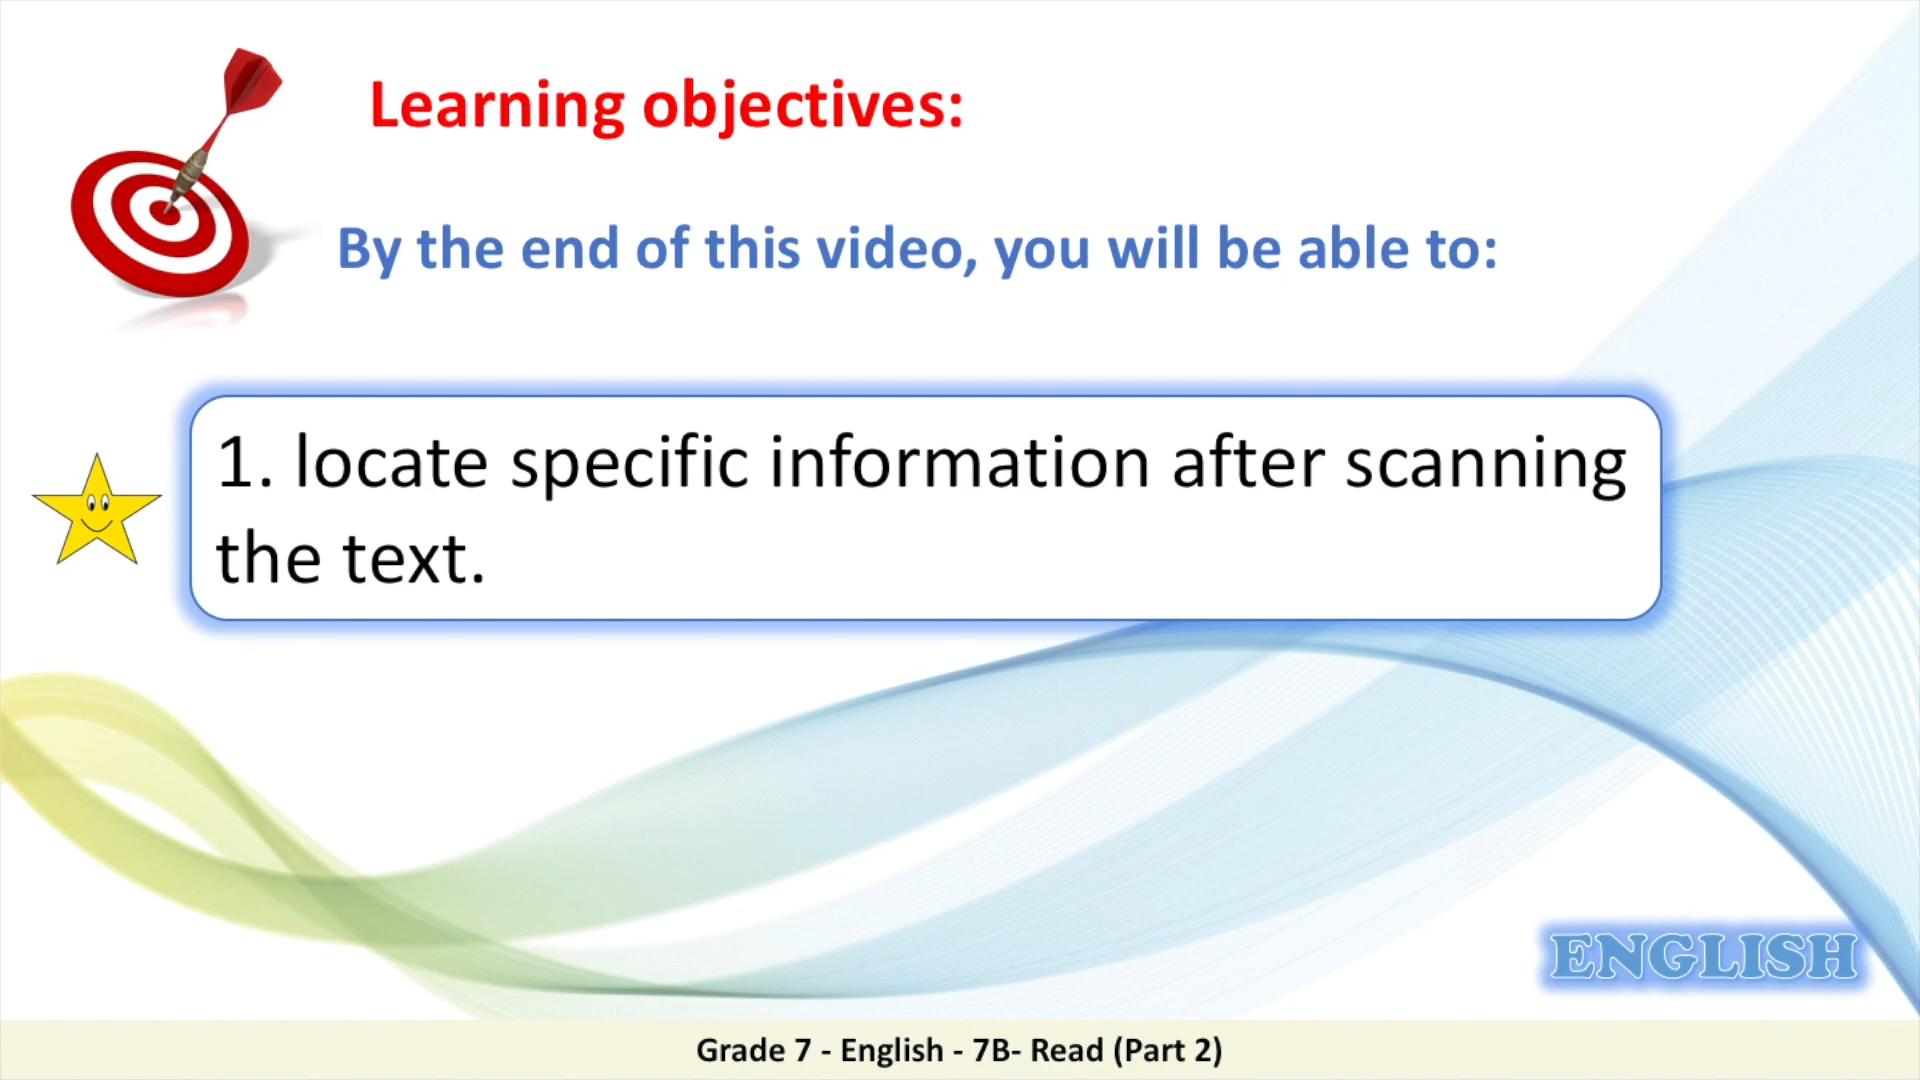 Learning objectives:
By the end of this video, you will be able to:
1. locate specific information after scanning
the text.
ENGLISH
Grade 7 - English - 7B- Read (Part 2)